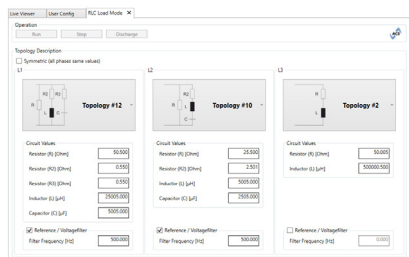 Live Viewer User Config RLC Load Mode ✕
Operation
Run Stop Discharge
Topology Description
Symmetric (all phases same values)
L1 L2 L3
R2 R3 R L C Topology #12
R2 R L C Topology #10
R L Topology #2
Circuit Values
Resistor (R) [Ohm] 50.500
Resistor (R2) [Ohm] 0.550
Resistor (R3) [Ohm] 0.550
Inductor (L) [µH] 25005.000
Capacitor (C) [µF] 5005.000
Reference / Voltagefilter
Filter Frequency [Hz] 500.000
Circuit Values
Resistor (R) [Ohm] 25.500
Resistor (R2) [Ohm] 2.501
Inductor (L) [µH] 5005.000
Capacitor (C) [µF] 2505.000
Reference / Voltagefilter
Filter Frequency [Hz] 500.000
Circuit Values
Resistor (R) [Ohm] 50.005
Inductor (L) [µH] 500000.500
Reference / Voltagefilter
Filter Frequency [Hz] 0.000